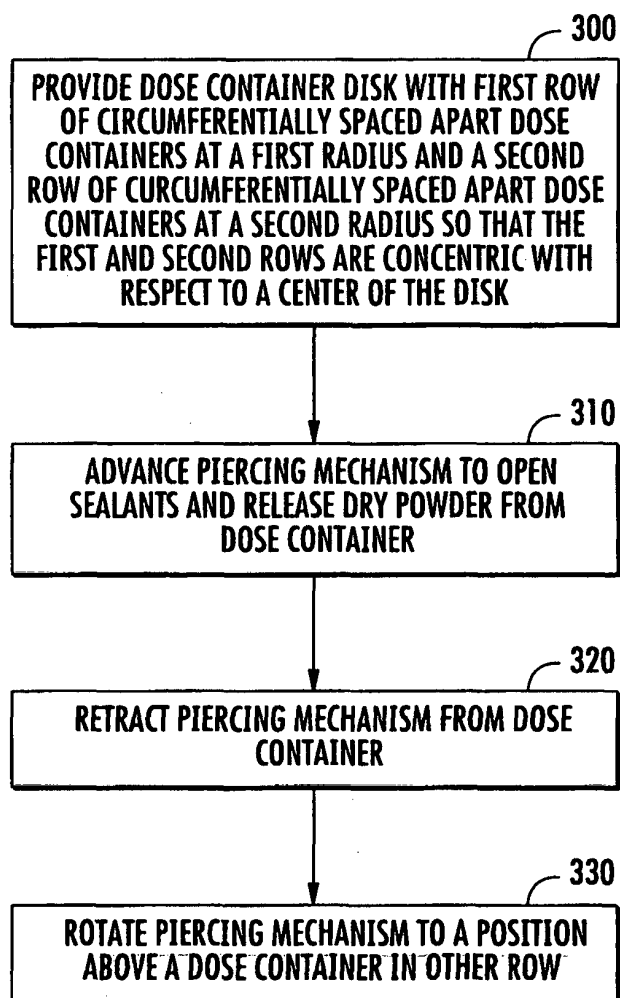 300
PROVIDE DOSE CONTAINER DISK WITH FIRST ROW
OF CIRCUMFERENTIALLY SPACED APART DOSE
CONTAINERS AT A FIRST RADIUS AND A SECOND
ROW OF CURCUMFERENTIALLY SPACED APART DOSE
CONTAINERS AT A SECOND RADIUS SO THAT THE
FIRST AND SECOND ROWS ARE CONCENTRIC WITH
RESPECT TO A CENTER OF THE DISK
310
ADVANCE PIERCING MECHANISM TO OPEN
SEALANTS AND RELEASE DRY POWDER FROM
DOSE CONTAINER
320
RETRACT PIERCING MECHANISM FROM DOSE
CONTAINER
330
ROTATE PIERCING MECHANISM TO A POSITION
ABOVE A DOSE CONTAINER IN OTHER ROW